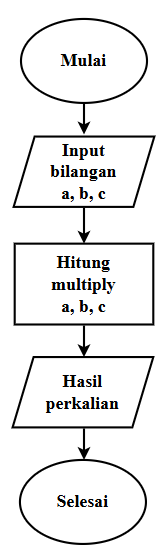 Mulai
Input
bilangan
a, b, c
Hitung
multiply
a, b, c
Hasil
perkalian
Selesai